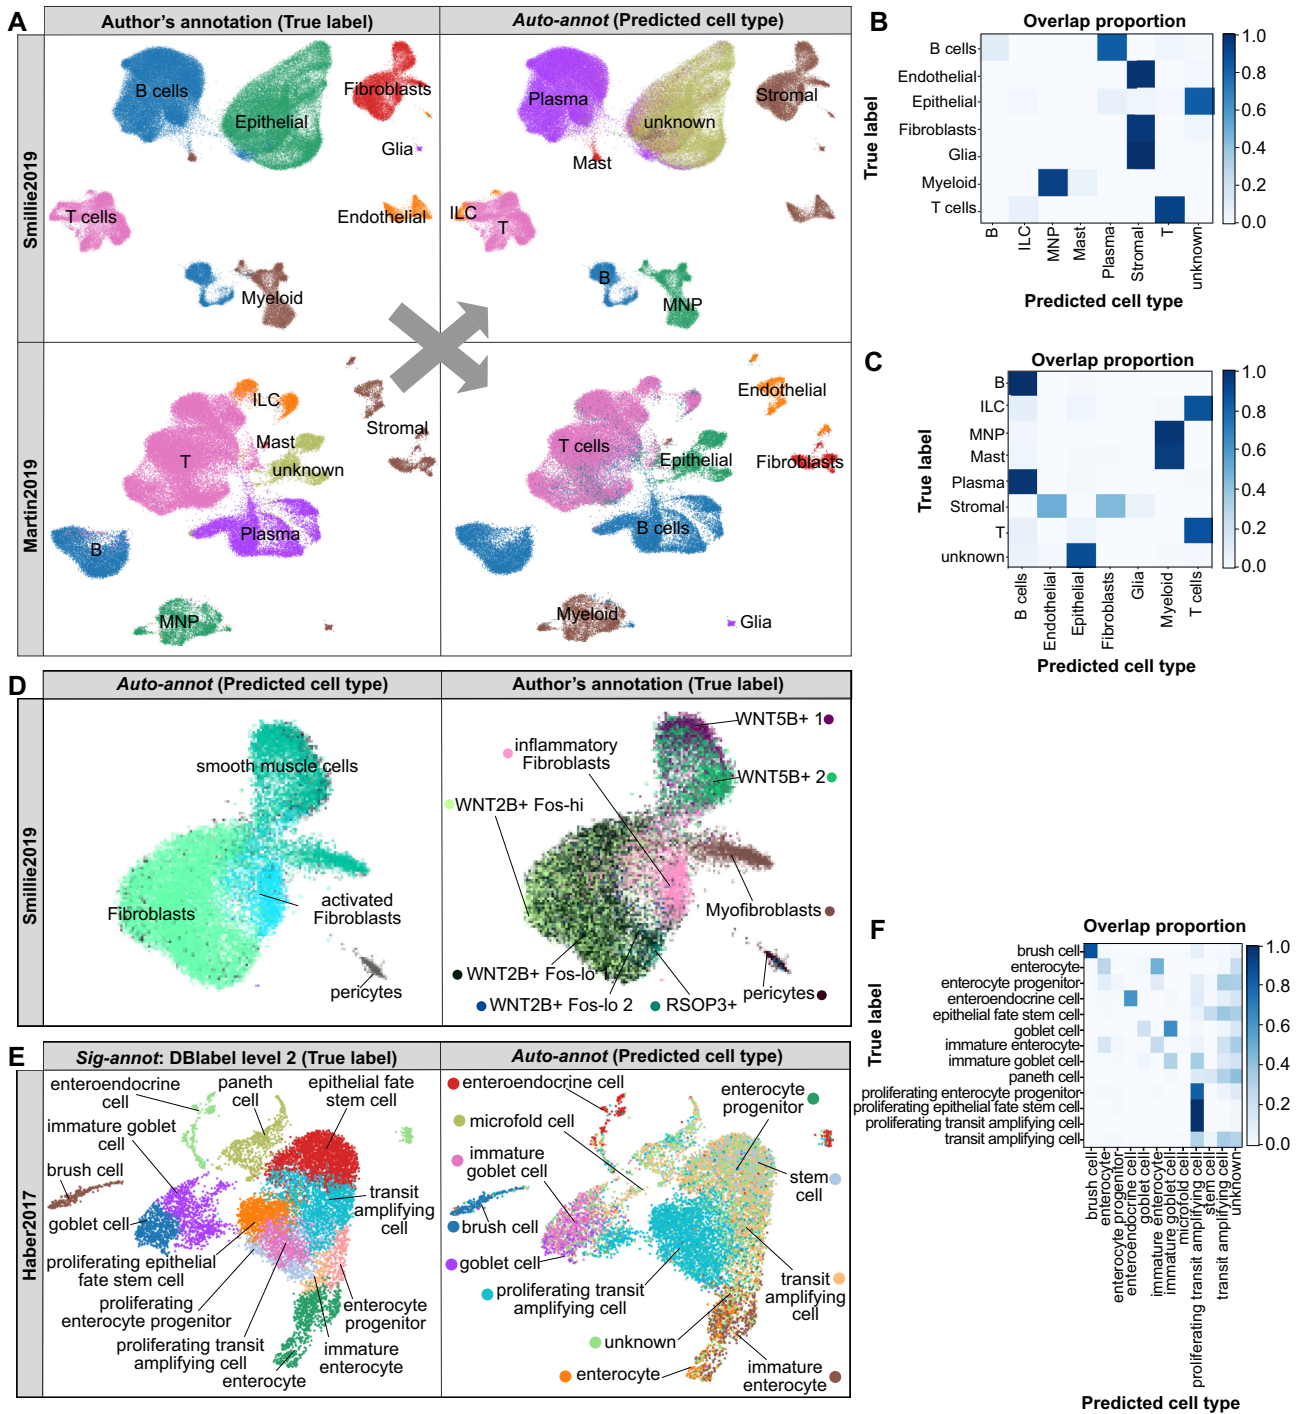 A
Author's annotation (True label)
Auto-annot (Predicted cell type)
Smillie2019
B cells
Epithelial
Fibroblasts
Glia
T cells
Endothelial
Myeloid
Plasma
unknown
Stromal
Mast
ILC
T
B
MNP
Martin2019
ILC
Mast
unknown
Stromal
T
Plasma
B
MNP
Endothelial
T cells
Epithelial
Fibroblasts
B cells
Myeloid
Glia
B
Overlap proportion
True label
B cells
Endothelial
Epithelial
Fibroblasts
Glia
Myeloid
T cells
B
ILC
MNP
Mast
Plasma
Stromal
T
unknown
Predicted cell type
1.0
0.8
0.6
0.4
0.2
0.0
C
Overlap proportion
True label
B
ILC
MNP
Mast
Plasma
Stromal
T
unknown
B cells
Endothelial
Epithelial
Fibroblasts
Glia
Myeloid
T cells
Predicted cell type
1.0
0.8
0.6
0.4
0.2
0.0
D
Auto-annot (Predicted cell type)
Author's annotation (True label)
Smillie2019
smooth muscle cells
Fibroblasts
activated
Fibroblasts
pericytes
WNT5B+ 1
inflammatory
Fibroblasts
WNT5B+ 2
WNT2B+ Fos-hi
Myofibroblasts
WNT2B+ Fos-lo 1
WNT2B+ Fos-lo 2
RSOP3+
pericytes
E
Sig-annot: DBlabel level 2 (True label)
Auto-annot (Predicted cell type)
Haber2017
enteroendocrine
cell
paneth
cell
epithelial fate
stem cell
immature goblet
cell
brush cell
goblet cell
transit
amplifying
cell
proliferating epithelial
fate stem cell
proliferating
enterocyte progenitor
proliferating transit
amplifying cell
enterocyte
immature
enterocyte
enterocyte
progenitor
enteroendocrine cell
microfold cell
immature
goblet cell
brush cell
goblet cell
proliferating transit
amplifying cell
unknown
enterocyte
enterocyte
progenitor
stem
cell
transit
amplifying
cell
immature
enterocyte
F
Overlap proportion
True label
brush cell
enterocyte
enterocyte progenitor
enteroendocrine cell
epithelial fate stem cell
goblet cell
immature enterocyte
immature goblet cell
paneth cell
proliferating enterocyte progenitor
proliferating epithelial fate stem cell
proliferating transit amplifying cell
transit amplifying cell
brush cell
enterocyte
enterocyte progenitor
enteroendocrine cell
goblet cell
immature enterocyte
immature goblet cell
microfold cell
proliferating transit amplifying cell
stem cell
transit amplifying cell
unknown
Predicted cell type
1.0
0.8
0.6
0.4
0.2
0.0